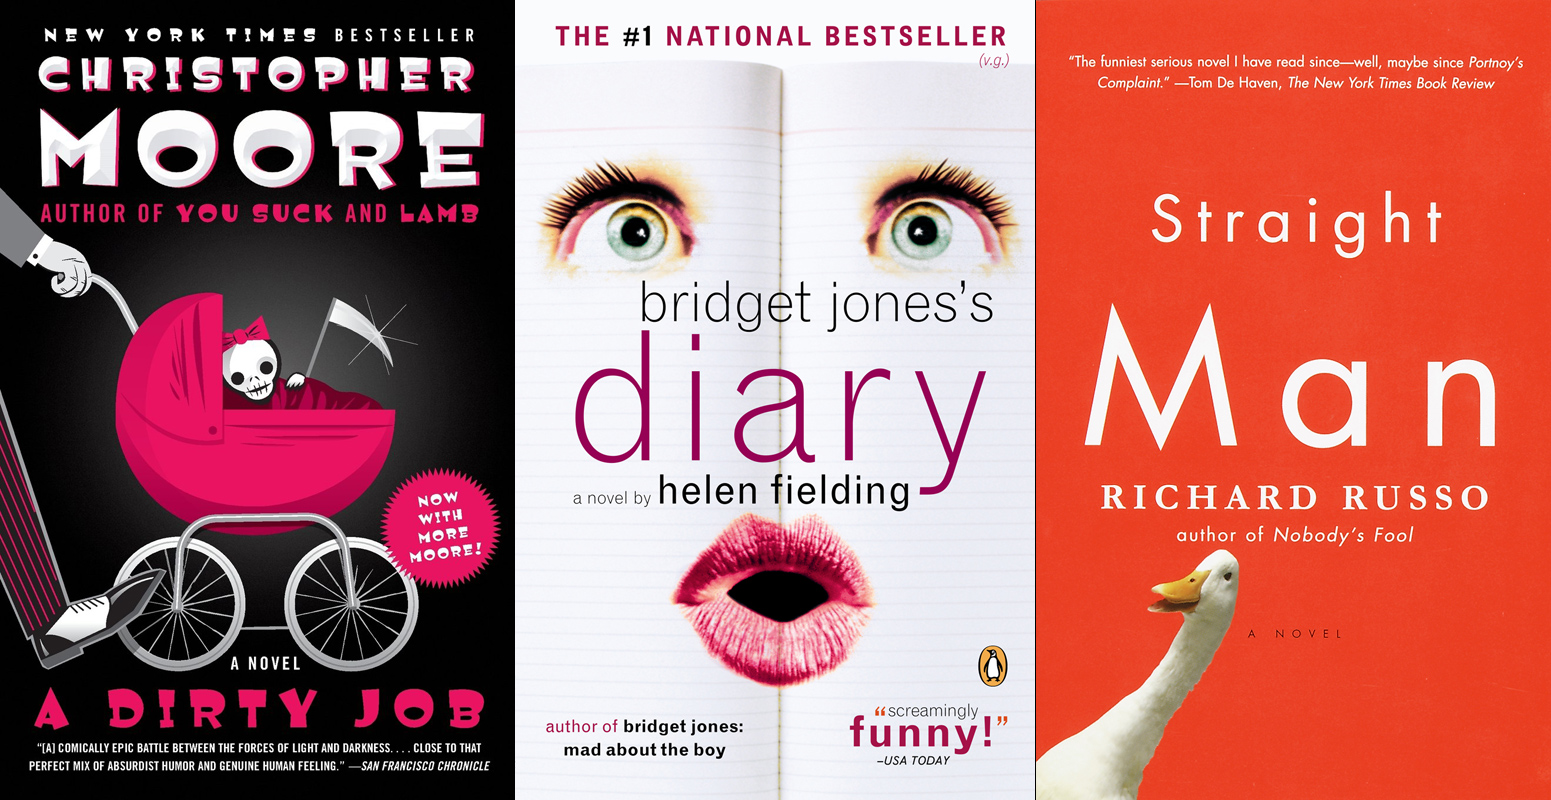 NEW YORK TIMES BESTSELLER
CHRISTOPHER
MOORE
AUTHOR OF YOU SUCK AND LAMB
NOW
WITH
MORE
MOORE!
A NOVEL
A DIRTY JOB
“[A] COMICALLY EPIC BATTLE BETWEEN THE FORCES OF LIGHT AND DARKNESS. . . . CLOSE TO THAT
PERFECT MIX OF ABSURDIST HUMOR AND GENUINE HUMAN FEELING.” —SAN FRANCISCO CHRONICLE
THE #1 NATIONAL BESTSELLER
(v.g.)
bridget jones’s
diary
a novel by helen fielding
author of bridget jones:
mad about the boy
“screamingly
funny!”
–USA TODAY
“The funniest serious novel I have read since—well, maybe since Portnoy’s
Complaint.” —Tom De Haven, The New York Times Book Review
Straight
Man
RICHARD RUSSO
author of Nobody’s Fool
A NOVEL